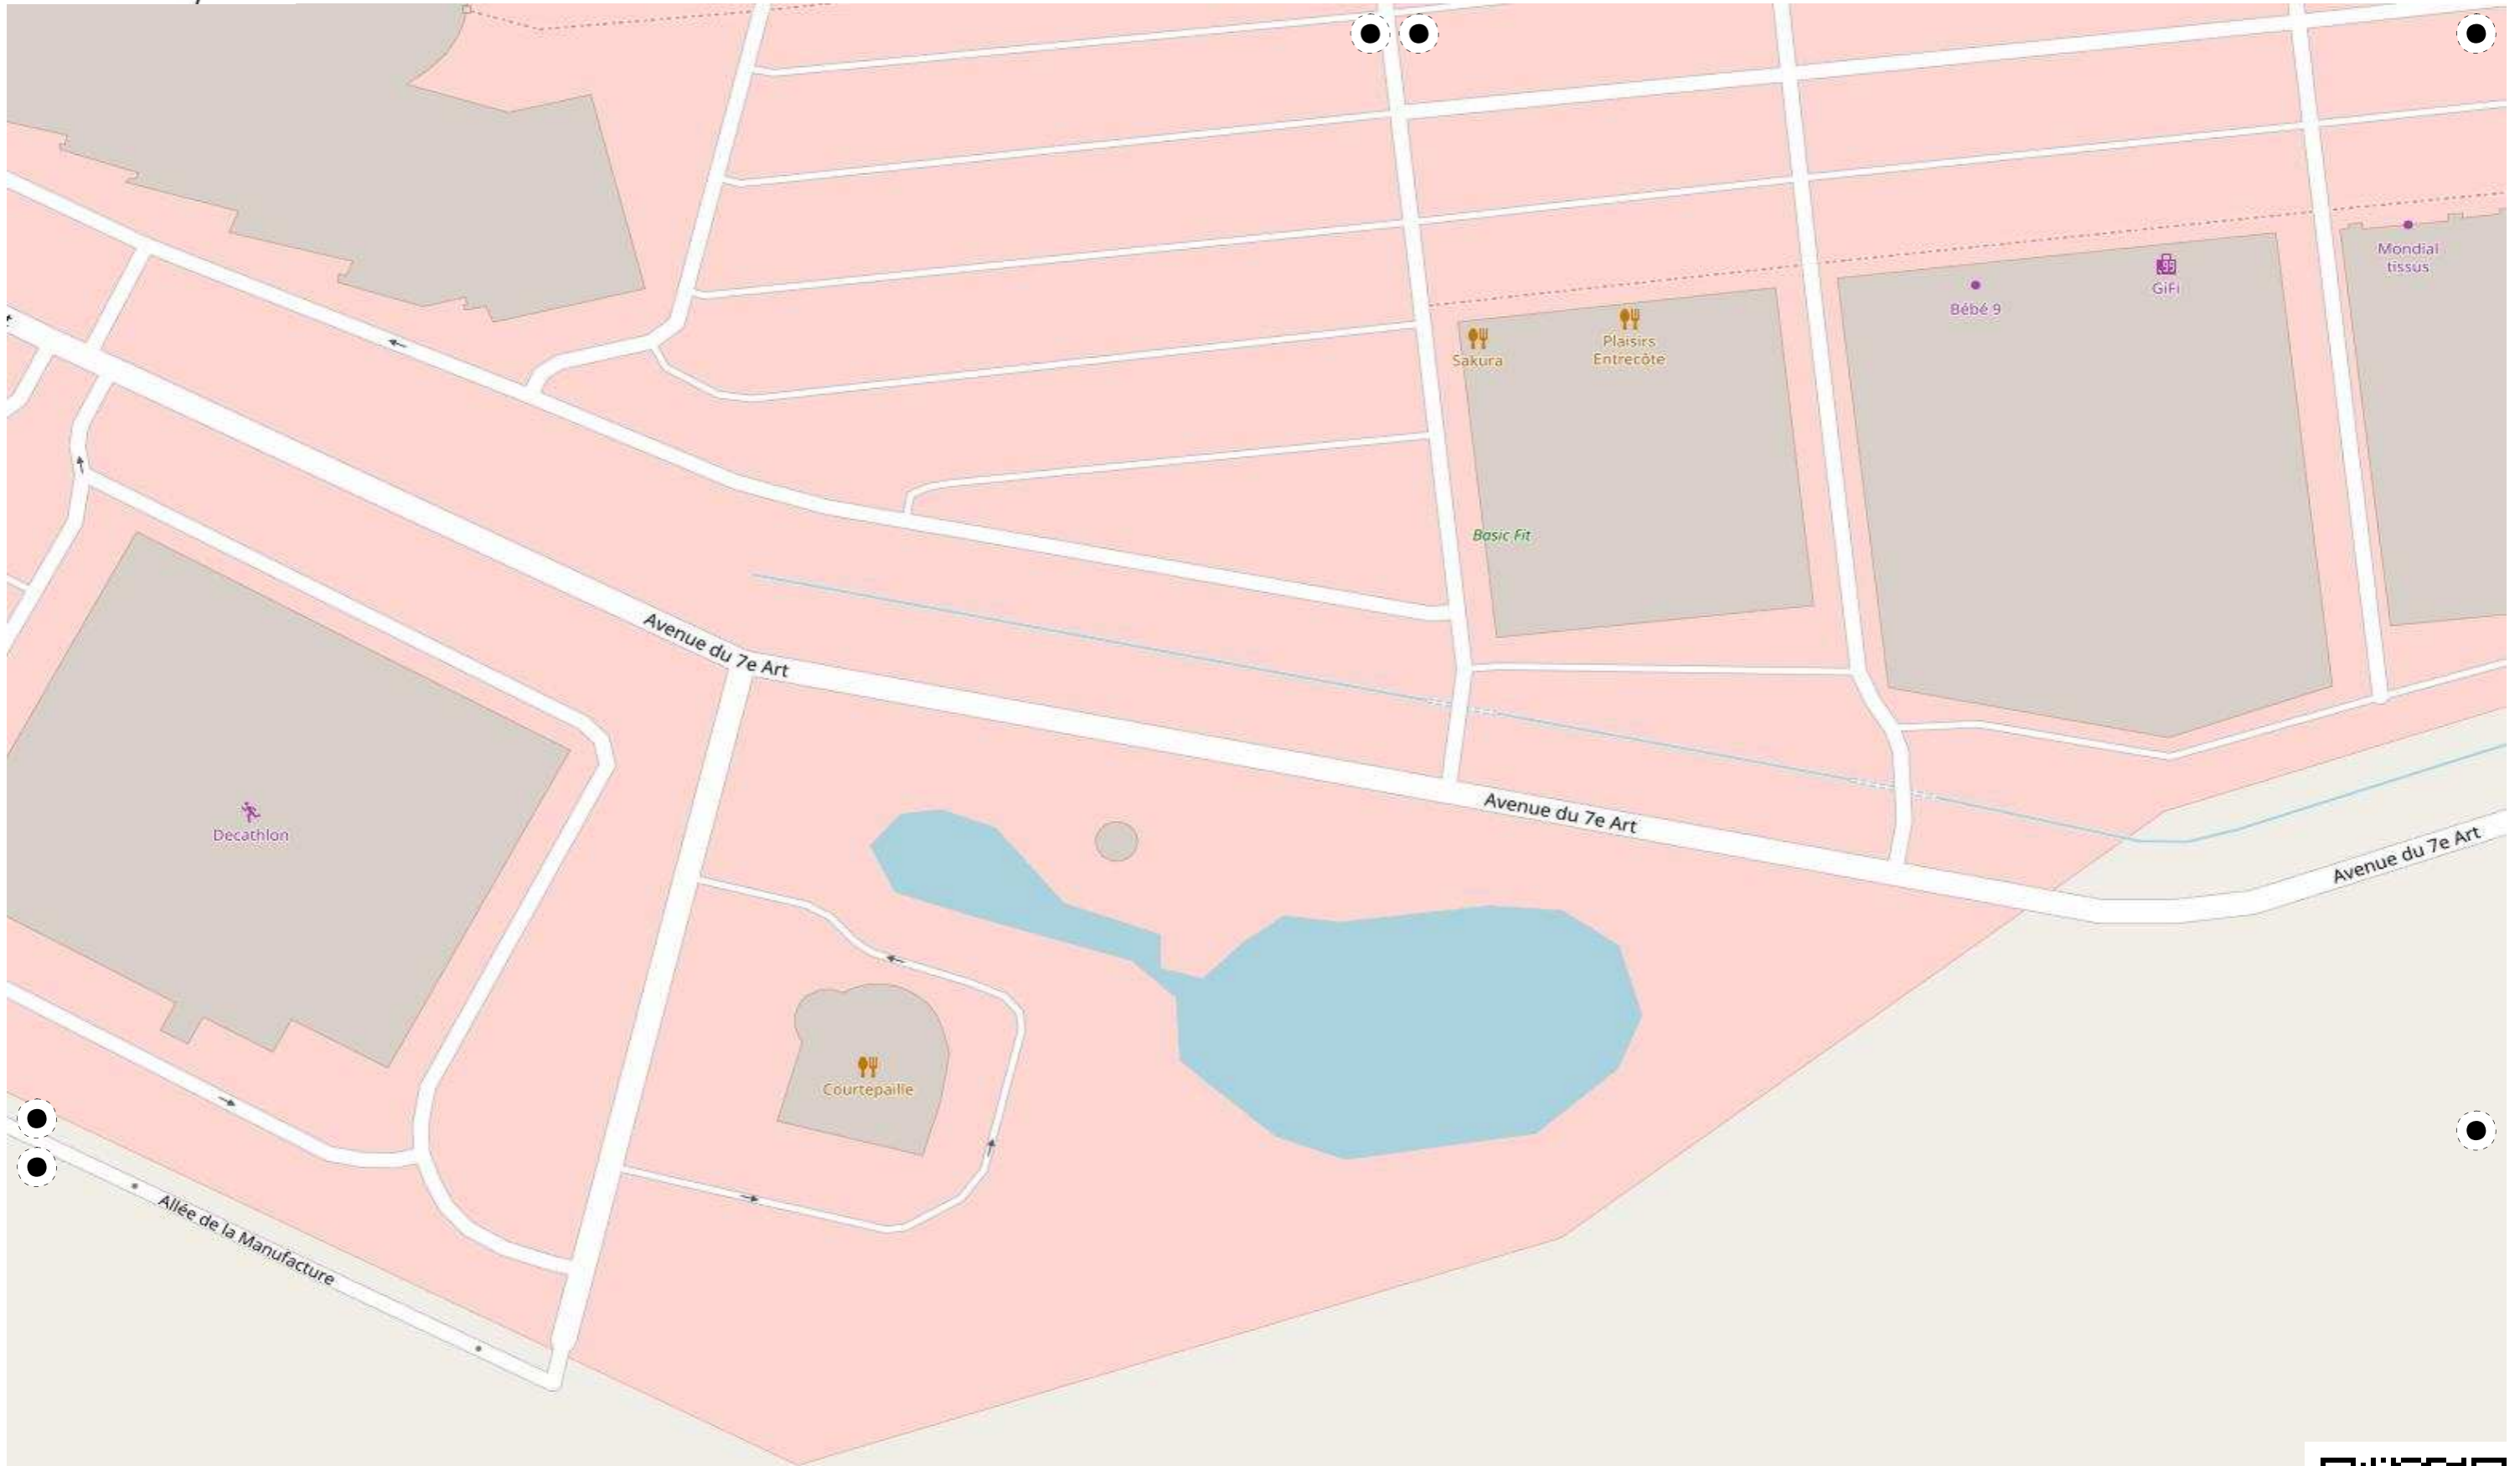 Mondial
tissus
GiFi
Bébé 9
Sakura
Plaisirs
Entrecôte
Basic Fit
Avenue du 7e Art
Avenue du 7e Art
Avenue du 7e Art
Decathlon
Courtepaille
Allée de la Manufacture